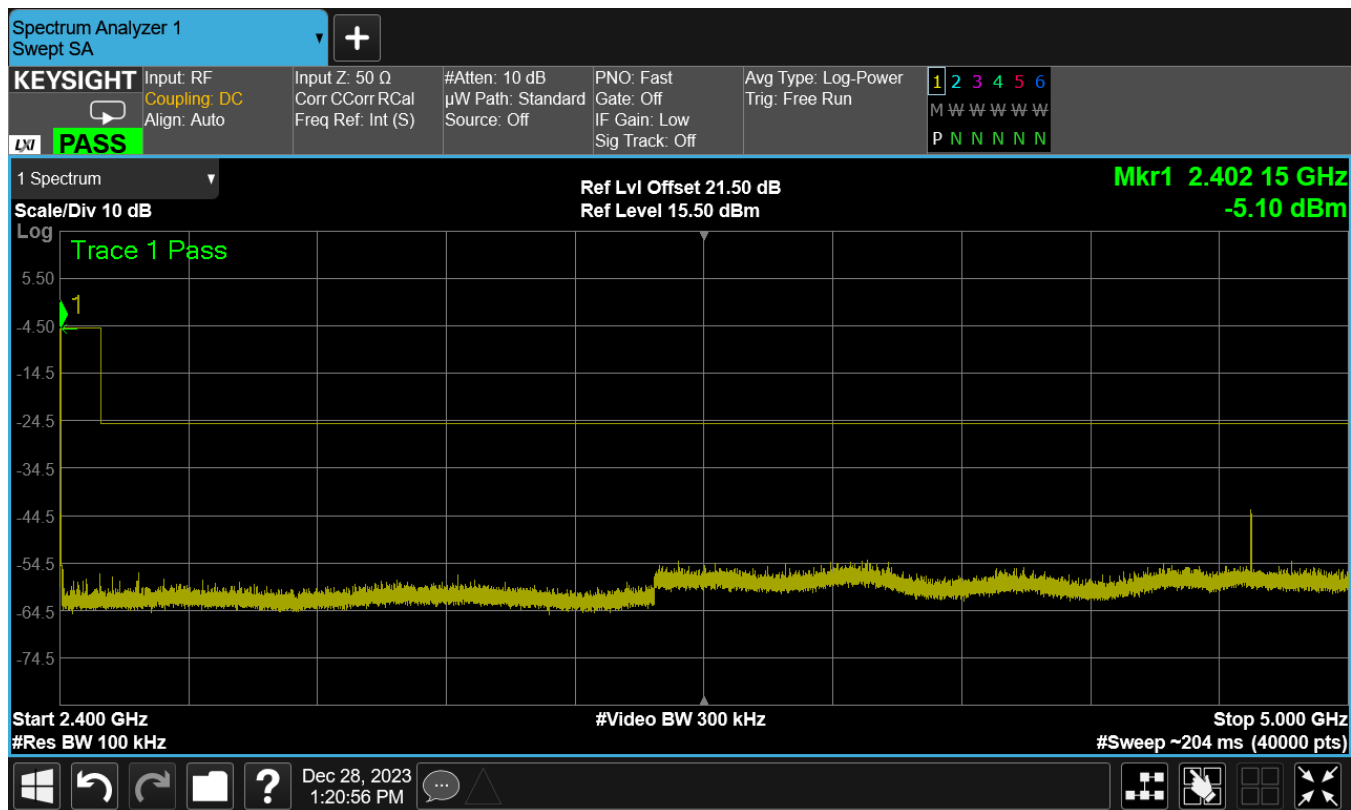 Spectrum Analyzer 1
Swept SA
+
KEYSIGHT
LXI PASS
Input: RF
Coupling: DC
Align: Auto
Input Z: 50 Ω
Corr CCorr RCal
Freq Ref: Int (S)
#Atten: 10 dB
µW Path: Standard
Source: Off
PNO: Fast
Gate: Off
IF Gain: Low
Sig Track: Off
Avg Type: Log-Power
Trig: Free Run
1 2 3 4 5 6
M W W W W W
P N N N N N
1 Spectrum
Scale/Div 10 dB
Log
Ref Lvl Offset 21.50 dB
Ref Level 15.50 dBm
Mkr1 2.402 15 GHz
-5.10 dBm
Trace 1 Pass
1
5.50
-4.50
-14.5
-24.5
-34.5
-44.5
-54.5
-64.5
-74.5
Start 2.400 GHz
#Res BW 100 kHz
#Video BW 300 kHz
Stop 5.000 GHz
#Sweep ~204 ms (40000 pts)
?
Dec 28, 2023
1:20:56 PM